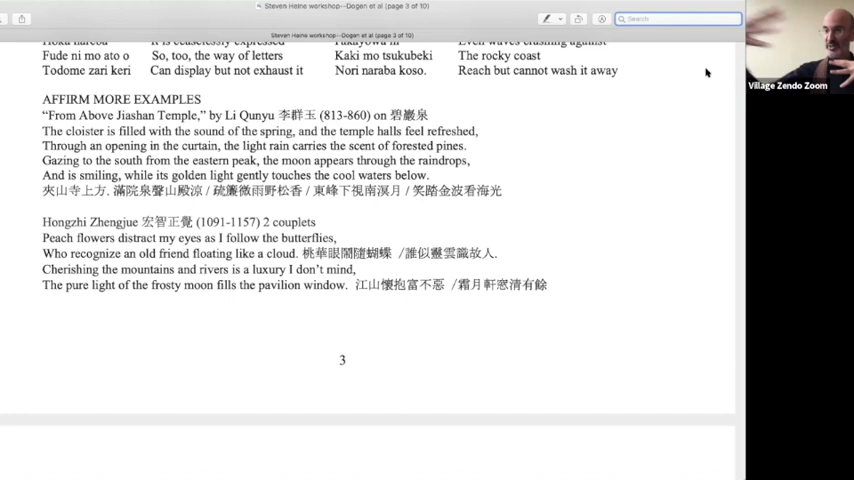 Steven Heine workshop--Dogen et al (page 3 of 10)
Search
Steven Heine workshop--Dogen et al (page 3 of 10)
Fude ni mo ato o So, too, the way of letters Kaki mo tsukubeki The rocky coast
Todome zari keri Can display but not exhaust it Nori naraba koso. Reach but cannot wash it away
AFFIRM MORE EXAMPLES
“From Above Jiashan Temple,” by Li Qunyu 李群玉 (813-860) on 碧巖泉
The cloister is filled with the sound of the spring, and the temple halls feel refreshed,
Through an opening in the curtain, the light rain carries the scent of forested pines.
Gazing to the south from the eastern peak, the moon appears through the raindrops,
And is smiling, while its golden light gently touches the cool waters below.
夾山寺上方. 滿院泉聲山殿涼 / 疏簾微雨野松香 / 東峰下視南溟月 / 笑踏金波看海光
Hongzhi Zhengjue 宏智正覺 (1091-1157) 2 couplets
Peach flowers distract my eyes as I follow the butterflies,
Who recognize an old friend floating like a cloud. 桃華眼鬧隨蝴蝶 /誰似靈雲識故人.
Cherishing the mountains and rivers is a luxury I don’t mind,
The pure light of the frosty moon fills the pavilion window. 江山懷抱富不惡 /霜月軒窓清有餘
3
Village Zendo Zoom